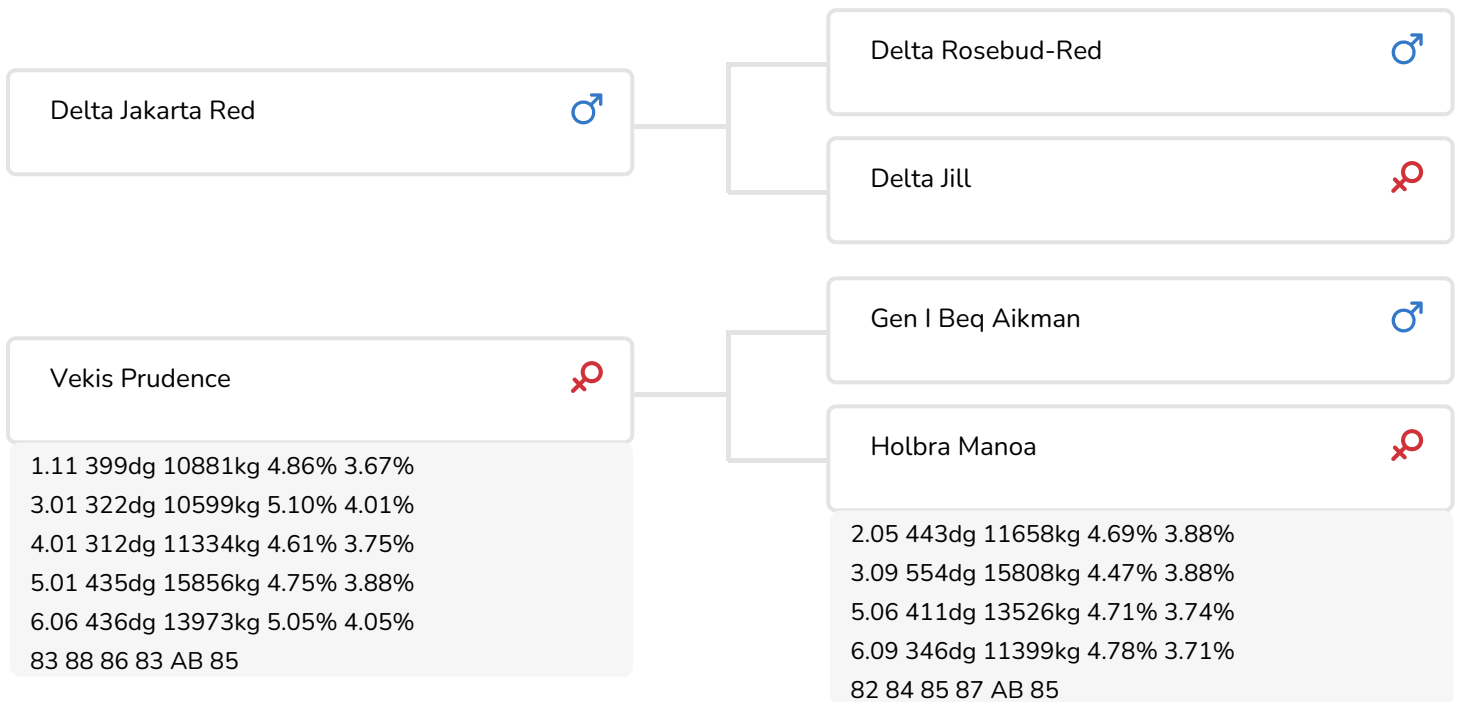 Delta Jakarta Red
Delta Rosebud-Red
Delta Jill
Vekis Prudence
1.11 399dg 10881kg 4.86% 3.67%
3.01 322dg 10599kg 5.10% 4.01%
4.01 312dg 11334kg 4.61% 3.75%
5.01 435dg 15856kg 4.75% 3.88%
6.06 436dg 13973kg 5.05% 4.05%
83 88 86 83 AB 85
Gen I Beq Aikman
Holbra Manoa
2.05 443dg 11658kg 4.69% 3.88%
3.09 554dg 15808kg 4.47% 3.88%
5.06 411dg 13526kg 4.71% 3.74%
6.09 346dg 11399kg 4.78% 3.71%
82 84 85 87 AB 85